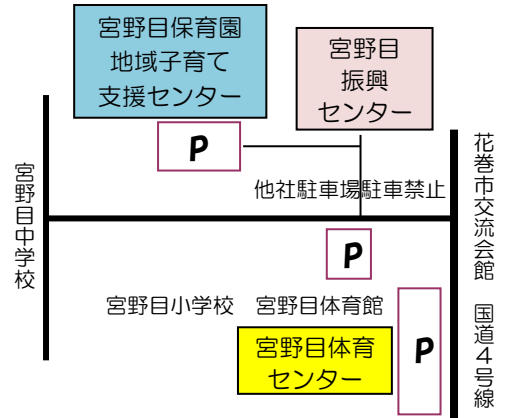 宮野目保育園
地域子育て
支援センター
宮野目
振興
センター
P
他社駐車場駐車禁止
宮野目中学校
花巻市交流会館　国道４号線
P
宮野目小学校　宮野目体育館
宮野目体育
センター
P